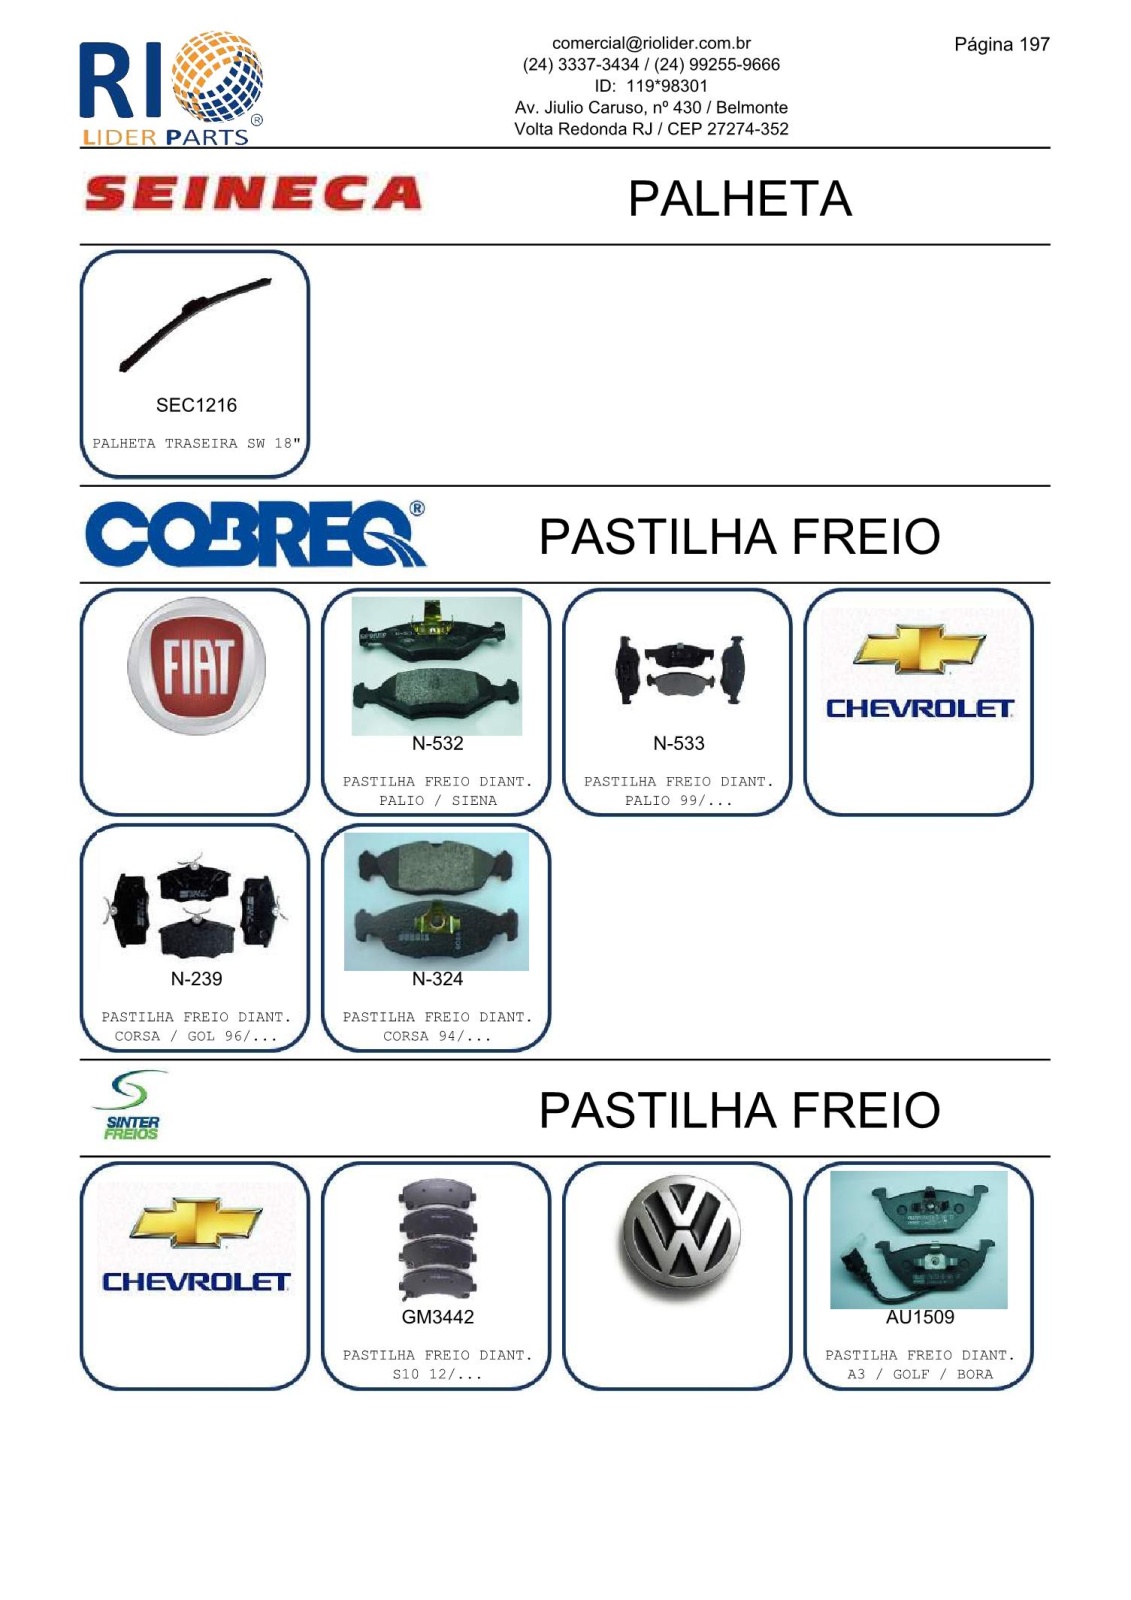 RIO
LIDER PARTS
®
comercial@riolider.com.br
(24) 3337-3434 / (24) 99255-9666
ID: 119*98301
Av. Jiulio Caruso, nº 430 / Belmonte
Volta Redonda RJ / CEP 27274-352
Página 197
SEINECA
PALHETA
SEC1216
PALHETA TRASEIRA SW 18"
COBREQ®
PASTILHA FREIO
FIAT
N-532
PASTILHA FREIO DIANT.
PALIO / SIENA
N-533
PASTILHA FREIO DIANT.
PALIO 99/...
CHEVROLET
N-239
PASTILHA FREIO DIANT.
CORSA / GOL 96/...
N-324
PASTILHA FREIO DIANT.
CORSA 94/...
SINTER
FREIOS
PASTILHA FREIO
CHEVROLET
GM3442
PASTILHA FREIO DIANT.
S10 12/...
VW
AU1509
PASTILHA FREIO DIANT.
A3 / GOLF / BORA